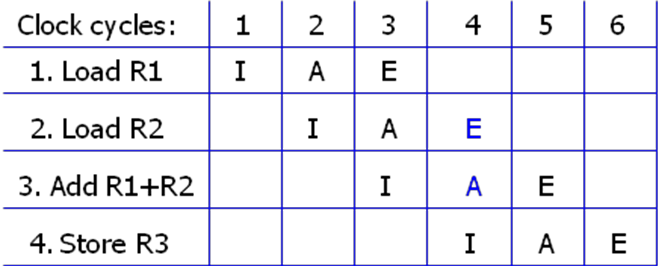 Clock cycles: 1 2 3 4 5 6
1. Load R1 I A E
2. Load R2 I A E
3. Add R1+R2 I A E
4. Store R3 I A E